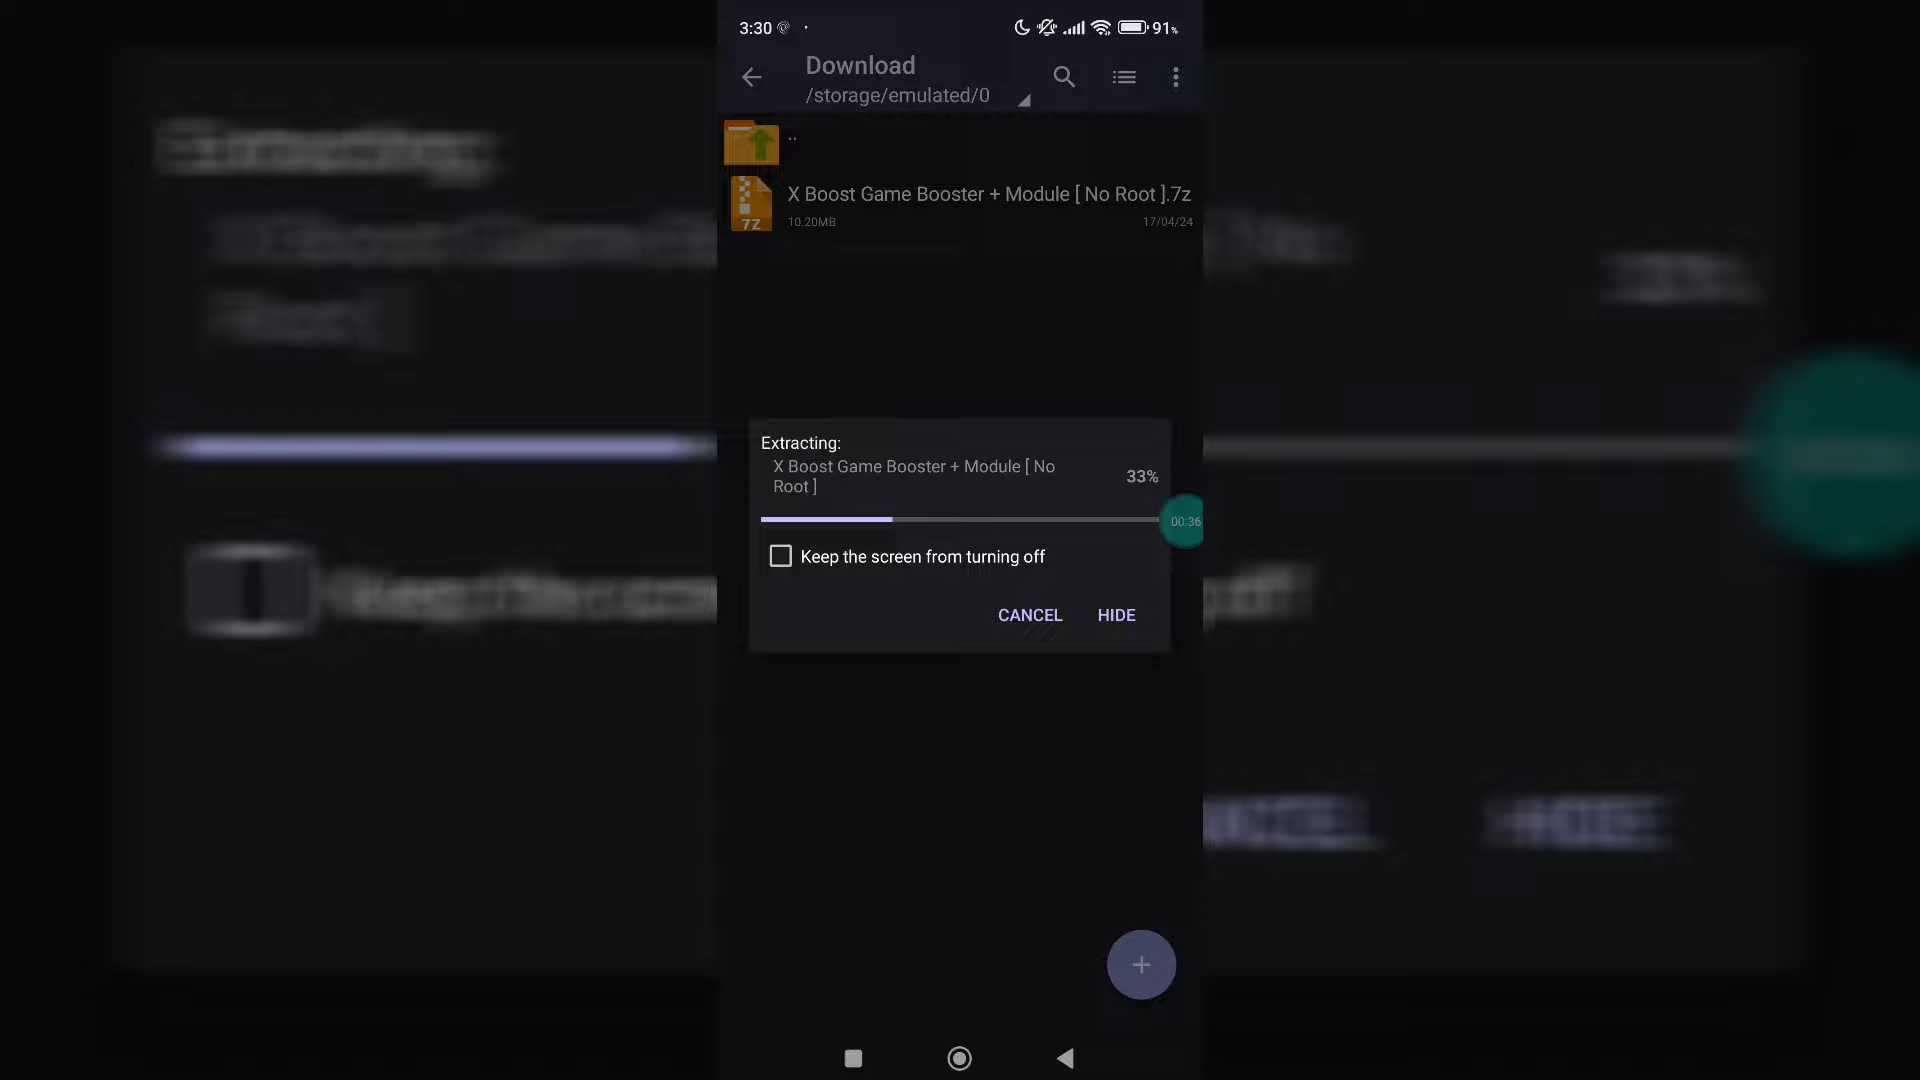 3:30
91%
Download
/storage/emulated/0
..
X Boost Game Booster + Module [ No Root ].7z
7Z
10.20MB
17/04/24
Extracting:
X Boost Game Booster + Module [ No
Root ]
33%
00:36
Keep the screen from turning off
CANCEL
HIDE